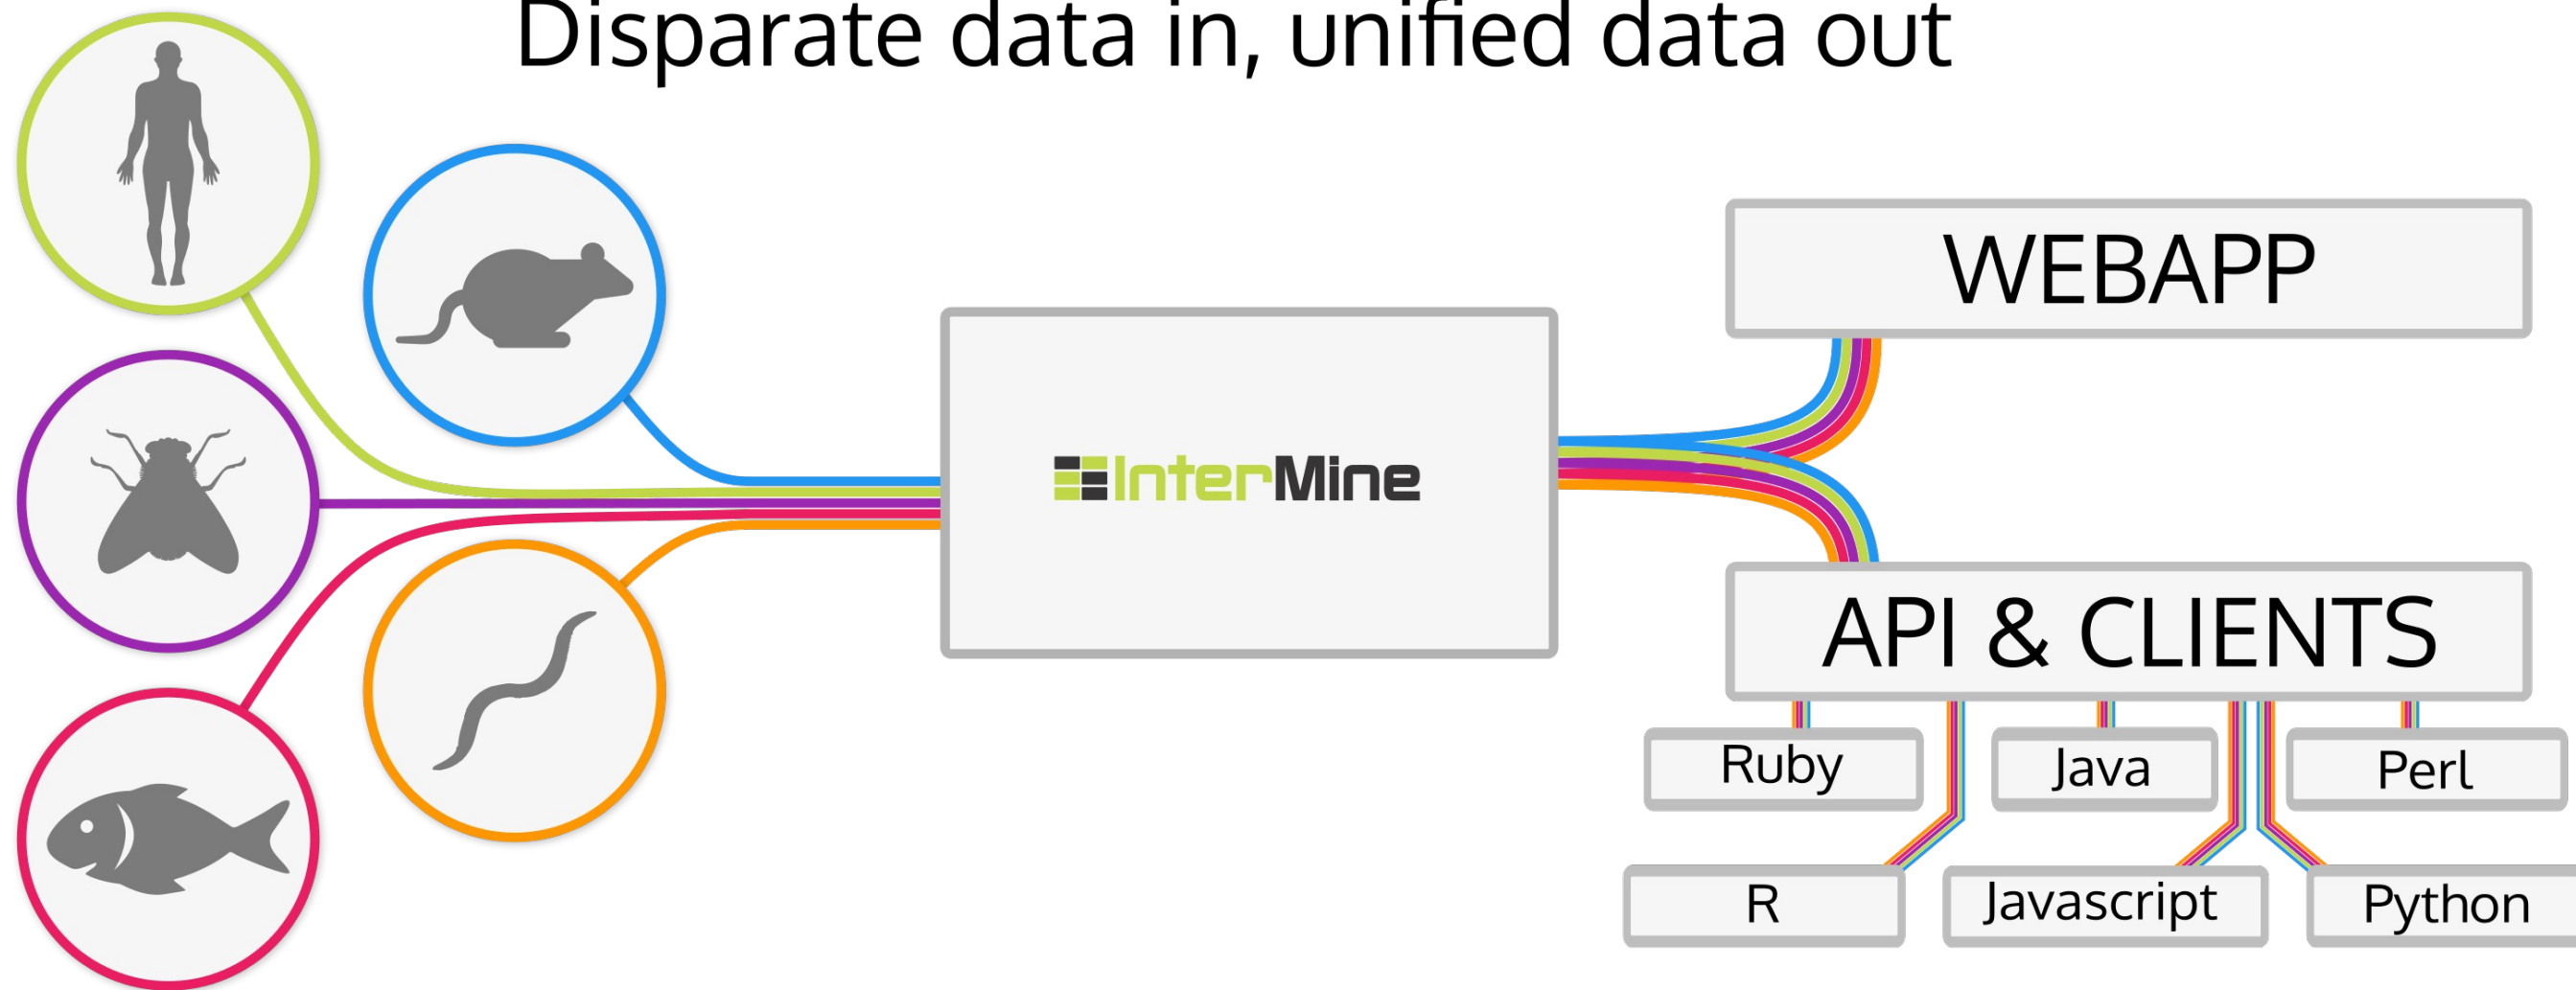 Disparate data in, unified data out
InterMine
WEBAPP
API & CLIENTS
Ruby
Java
Perl
R
Javascript
Python